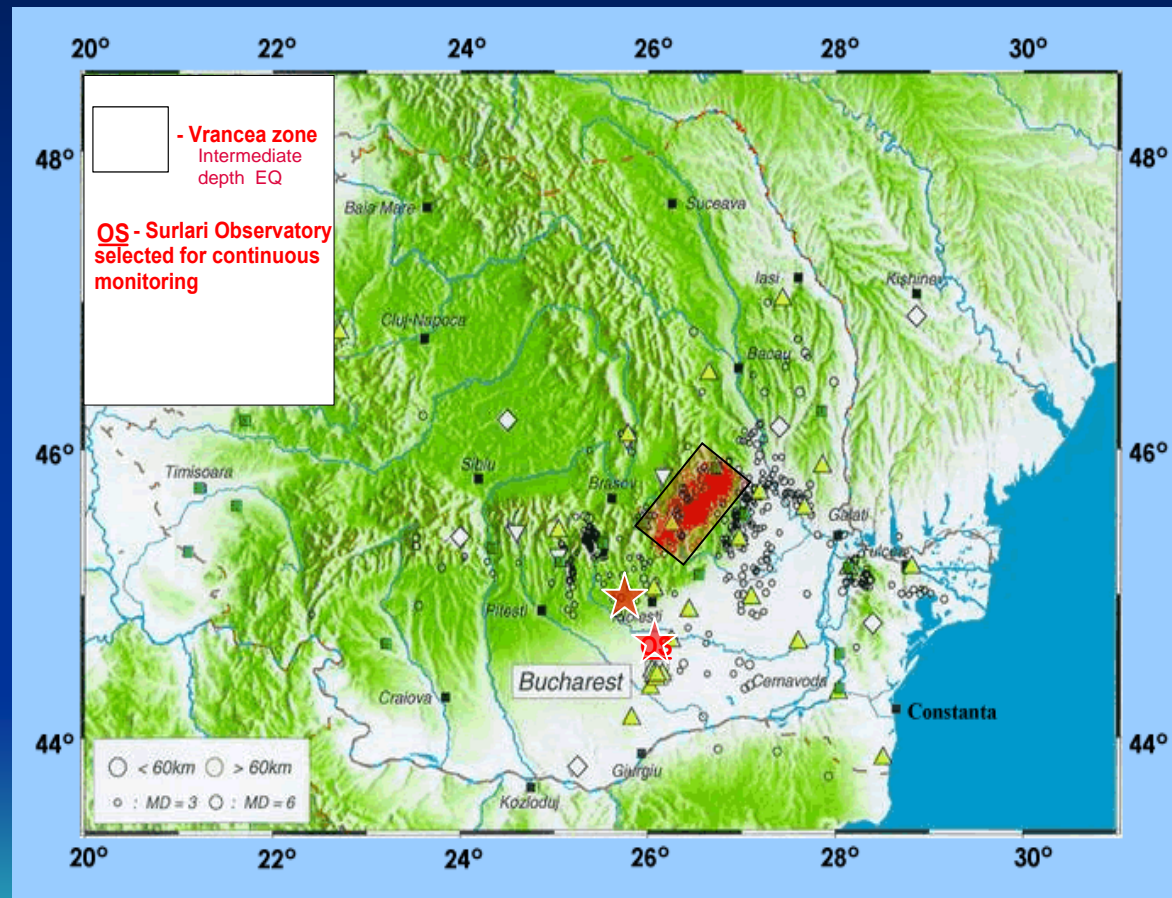 20° 22° 24° 26° 28° 30°
- Vrancea zone
Intermediate
depth EQ
OS - Surlari Observatory
selected for continuous
monitoring
48° 48°
Baia Mare
Suceava
Iasi
Kishinev
Cluj-Napoca
Bacau
46° 46°
Timisoara
Sibiu
Brasov
Galati
Tulcea
Pitesti
OS
Bucharest
Cernavoda
Craiova
Constanta
44° 44°
Giurgiu
< 60km > 60km
: MD = 3 : MD = 6
Kozloduj
20° 22° 24° 26° 28° 30°